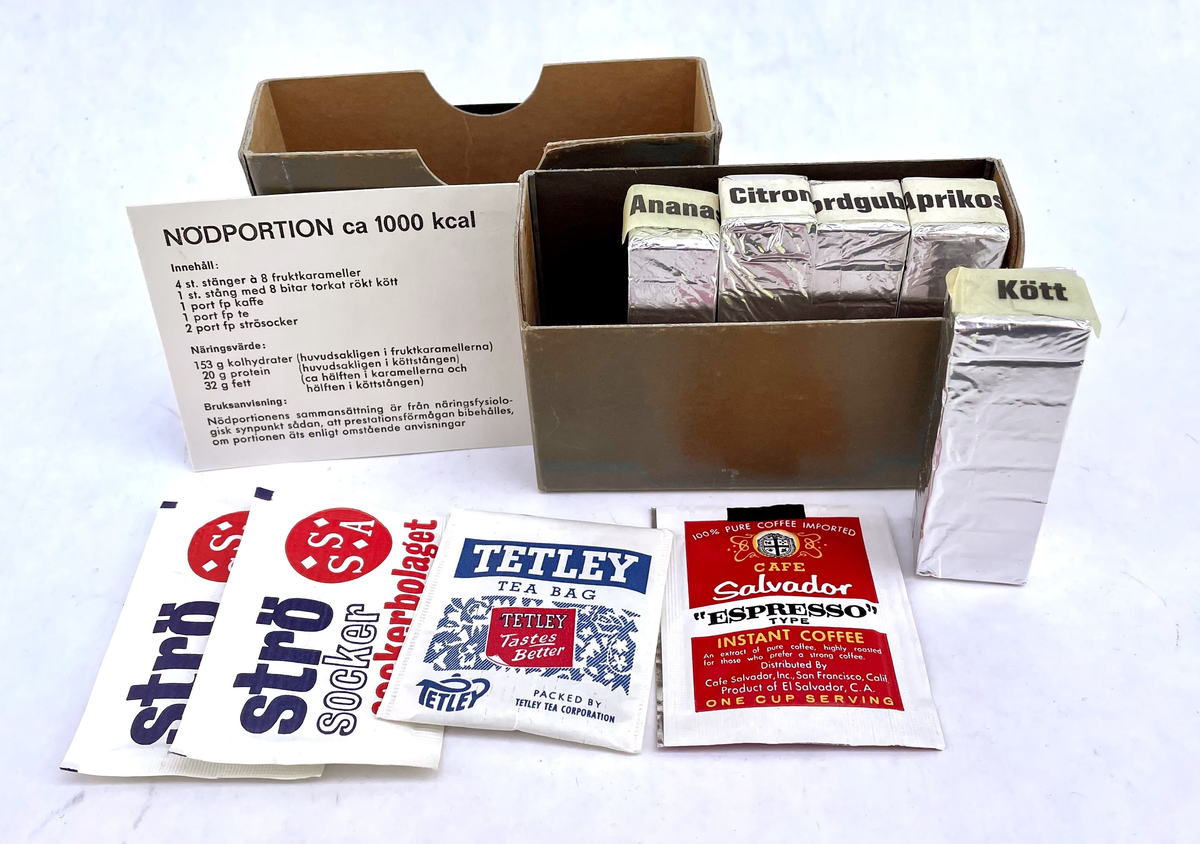 NÖDPORTION ca 1000 kcal
Innehåll:
4 st. stänger à 8 fruktkarameller
1 st. stång med 8 bitar torkat rökt kött
1 port fp kaffe
1 port fp te
2 port fp strösocker
Näringsvärde:
153 g kolhydrater (huvudsakligen i fruktkaramellerna)
20 g protein (huvudsakligen i köttstången)
32 g fett (ca hälften i karamellerna och
hälften i köttstången)
Bruksanvisning:
Nödportionens sammansättning är från näringsfysiolo-
gisk synpunkt sådan, att prestationsförmågan bibehålles,
om portionen äts enligt omstående anvisningar
Ananas
Citron
ordgub
Aprikos
Kött
SSA
strö
SSA
strö
socker
sockerbolaget
TETLEY
TEA BAG
TETLEY
Tastes
Better
TETLEY
PACKED BY
TETLEY TEA CORPORATION
100% PURE COFFEE IMPORTED
CAFE
Salvador
"ESPRESSO"
TYPE
INSTANT COFFEE
An extract of pure coffee, highly roasted
for those who prefer a strong coffee.
Distributed By
Cafe Salvador, Inc., San Francisco, Calif.
Product of El Salvador, C.A.
ONE CUP SERVING